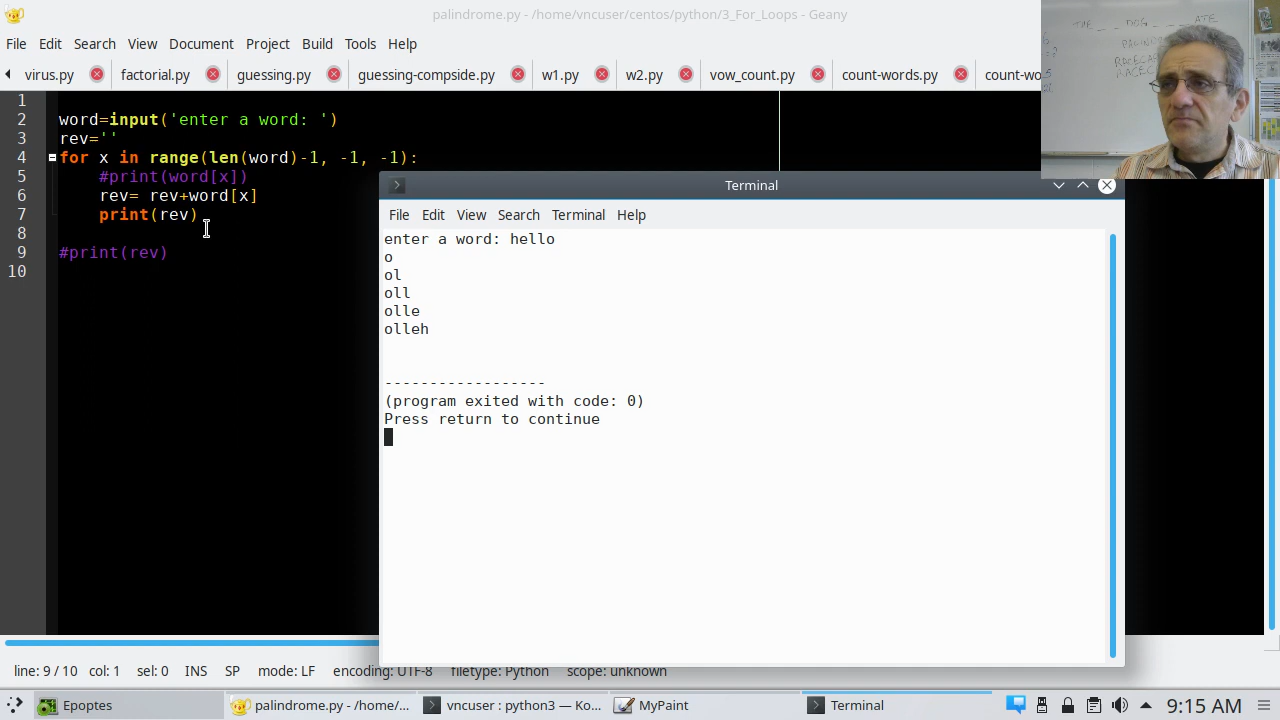 palindrome.py - /home/vncuser/centos/python/3_For_Loops - Geany
File Edit Search View Document Project Build Tools Help
virus.py factorial.py guessing.py guessing-compside.py w1.py w2.py vow_count.py count-words.py count-wo
1
2 word=input('enter a word: ')
3 rev=''
4 for x in range(len(word)-1, -1, -1):
5 #print(word[x])
6 rev= rev+word[x]
7 print(rev)
8
9 #print(rev)
10
Terminal
File Edit View Search Terminal Help
enter a word: hello
o
ol
oll
olle
olleh
------------------
(program exited with code: 0)
Press return to continue
line: 9 / 10 col: 1 sel: 0 INS SP mode: LF encoding: UTF-8 filetype: Python scope: unknown
Epoptes palindrome.py - /home/... vncuser : python3 — Ko... MyPaint Terminal 9:15 AM
THE DOG ATE